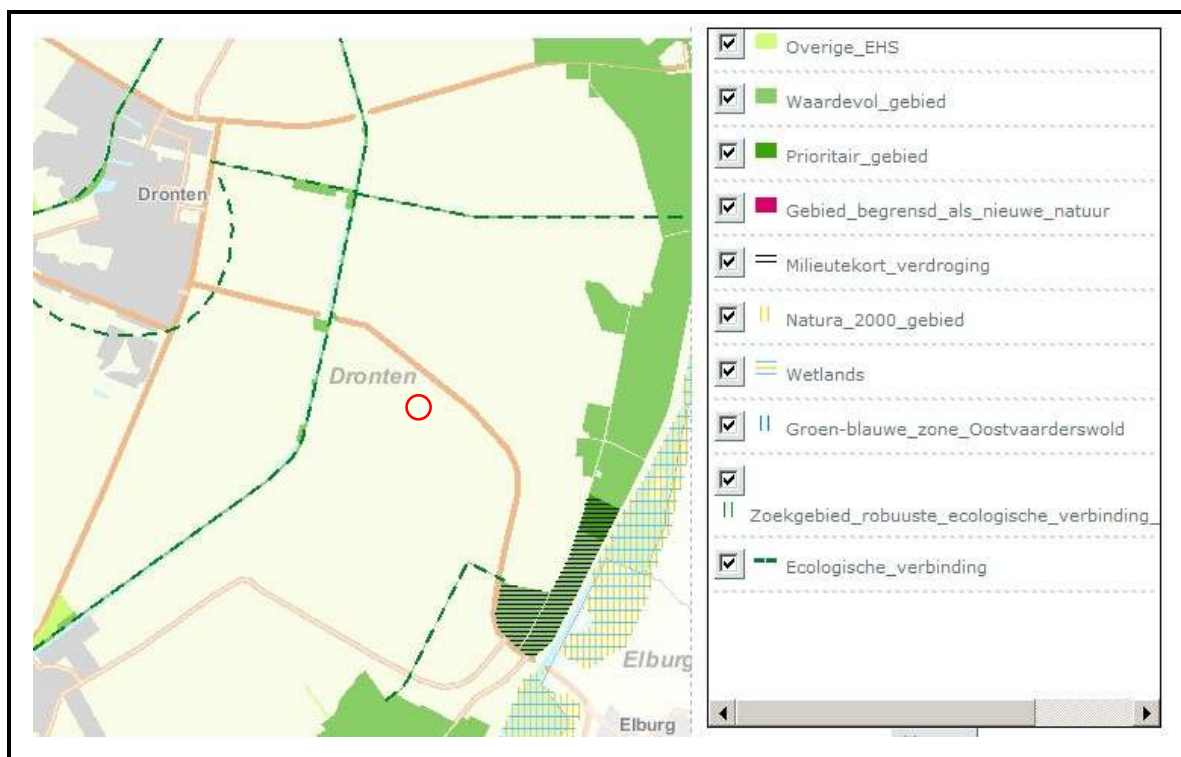 Dronten
Dronten
Elburg
Elburg
Overige_EHS
Waardevol_gebied
Prioritair_gebied
Gebied_begrensd_als_nieuwe_natuur
Milieutekort_verdroging
Natura_2000_gebied
Wetlands
Groen-blauwe_zone_Oostvaarderswold
Zoekgebied_robuuste_ecologische_verbinding_
Ecologische_verbinding